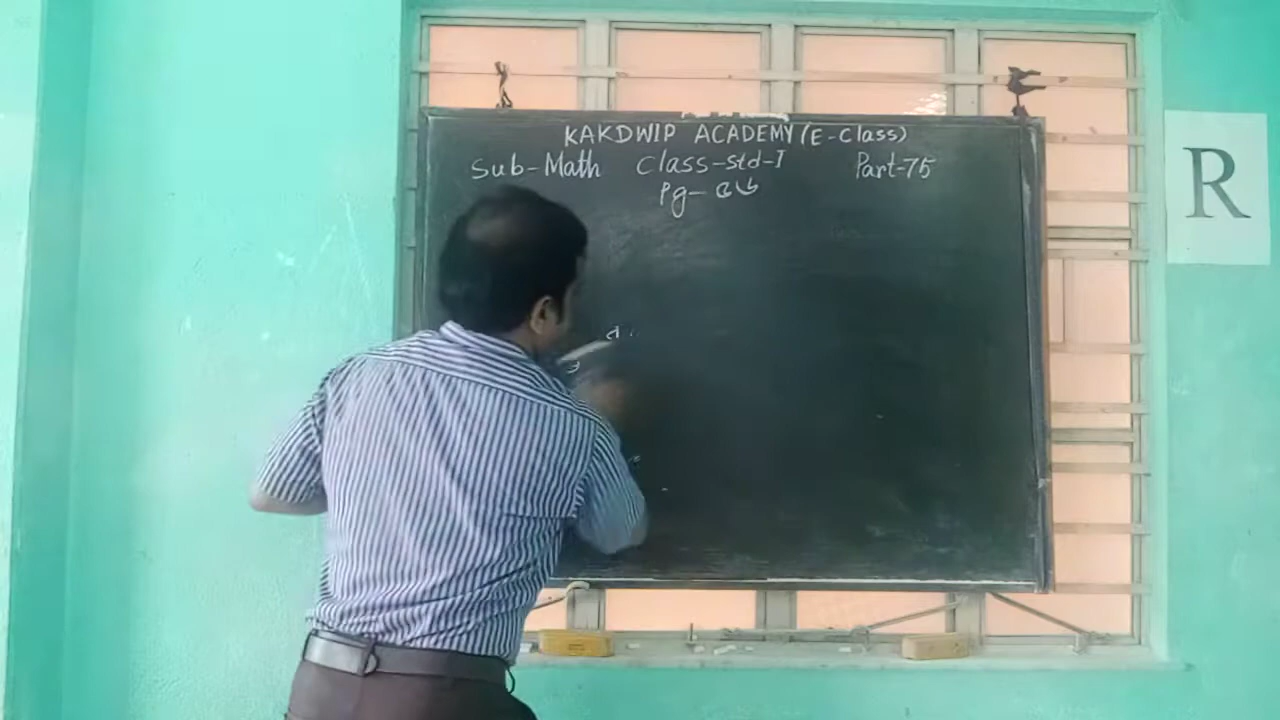 KAKDWIP ACADEMY (E-Class)
Sub-Math Class-Std-I Part-75
Pg- ৫৬
R